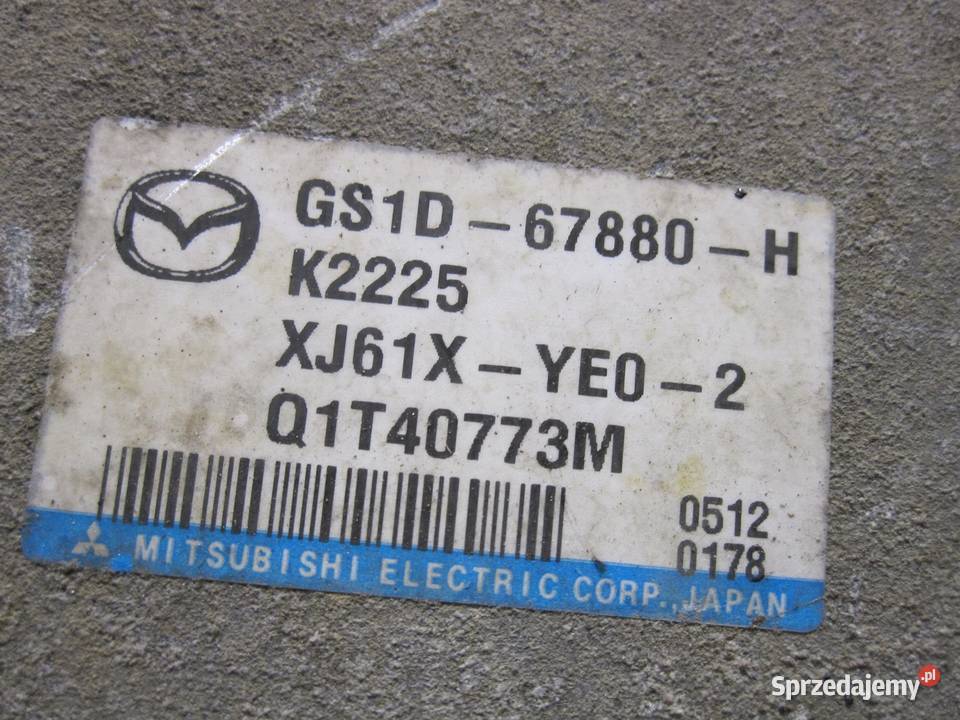 GS1D-67880-H
K2225
XJ61X-YE0-2
Q1T40773M
0512
0178
MITSUBISHI ELECTRIC CORP., JAPAN
Sprzedajemy.pl